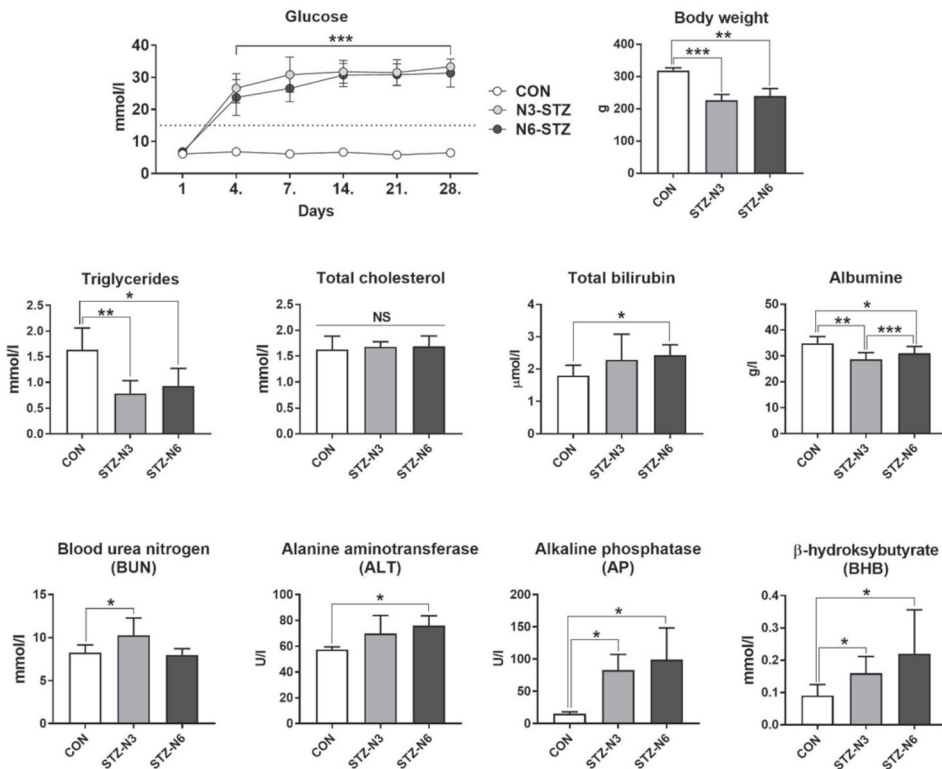 Glucose
***
mmol/l
40
30
20
10
0
1 4. 7. 14. 21. 28.
Days
CON
N3-STZ
N6-STZ
Body weight
**
***
g
400
300
200
100
0
CON STZ-N3 STZ-N6
Triglycerides
*
**
mmol/l
2.5
2.0
1.5
1.0
0.5
0.0
CON STZ-N3 STZ-N6
Total cholesterol
NS
mmol/l
2.5
2.0
1.5
1.0
0.5
0.0
CON STZ-N3 STZ-N6
Total bilirubin
*
μmol/l
5
4
3
2
1
0
CON STZ-N3 STZ-N6
Albumine
*
** ***
g/l
50
40
30
20
10
0
CON STZ-N3 STZ-N6
Blood urea nitrogen
(BUN)
*
mmol/l
15
10
5
0
CON STZ-N3 STZ-N6
Alanine aminotransferase
(ALT)
*
U/l
100
80
60
40
20
0
CON STZ-N3 STZ-N6
Alkaline phosphatase
(AP)
*
*
U/l
200
150
100
50
0
CON STZ-N3 STZ-N6
β-hydroksybutyrate
(BHB)
*
*
mmol/l
0.4
0.3
0.2
0.1
0.0
CON STZ-N3 STZ-N6